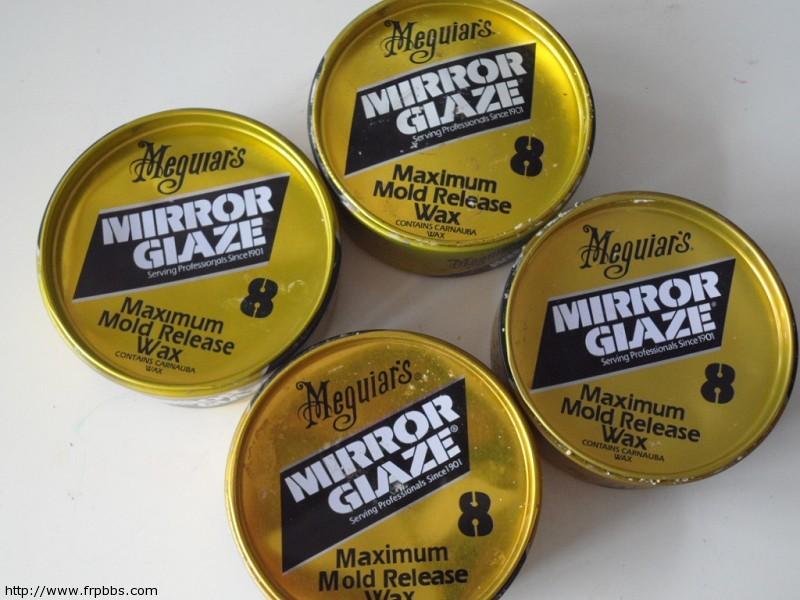 Meguiar's
MIRROR
GLAZE®
Serving Professionals Since 1901
8
Maximum
Mold Release
Wax
CONTAINS CARNAUBA
WAX
Meguiar's
MIRROR
GLAZE
Serving Professionals Since 1901
8
Maximum
Mold Release
Wax
CONTAINS CARNAUBA
WAX
Meguiar's
MIRROR
GLAZE®
Serving Professionals Since 1901
8
Maximum
Mold Release
Wax
CONTAINS CARNAUBA
WAX
Meguiar's
MIRROR
GLAZE®
Serving Professionals Since 1901
8
Maximum
Mold Release
Wax
http://www.frpbbs.com